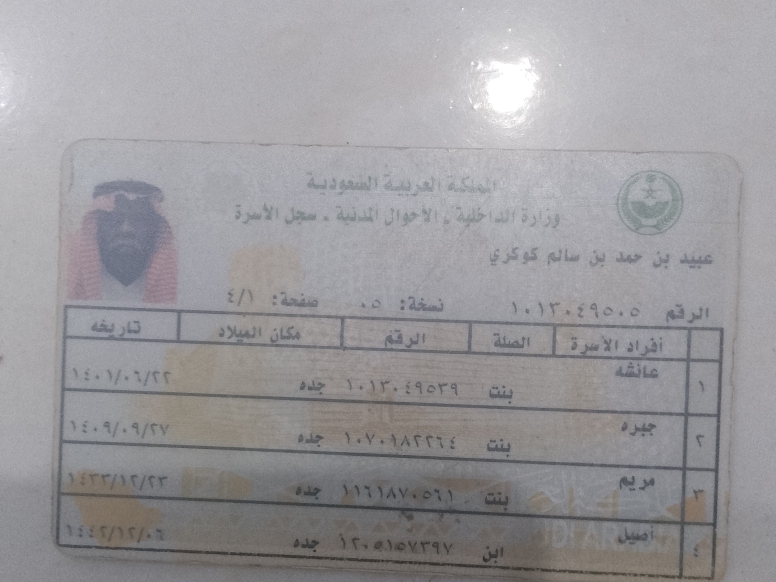 المملكة العربية السعودية
وزارة الداخلية - الأحوال المدنية - سجل الأسرة
عبيد بن حمد بن سالم كوكري
الرقم ١٠١٣٠٤٩٥٠٥ نسخة: ٠٥ صفحة: ٤/١
أفراد الأسرة الصلة الرقم مكان الميلاد تاريخه
١ عائشه بنت ١٠١٣٠٤٩٥٣٩ جده ١٤٠١/٠٦/٢٢
٢ جبره بنت ١٠٧٠١٨٢٢٦٤ جده ١٤٠٩/٠٩/٢٧
٣ مريم بنت ١١٦١٨٧٠٥٦١ جده ١٤٣٣/١٢/٢٣
٤ أصيل ابن ١٢٠٥١٥٧٣٩٧ جده ١٤٤٢/١٢/٠٦